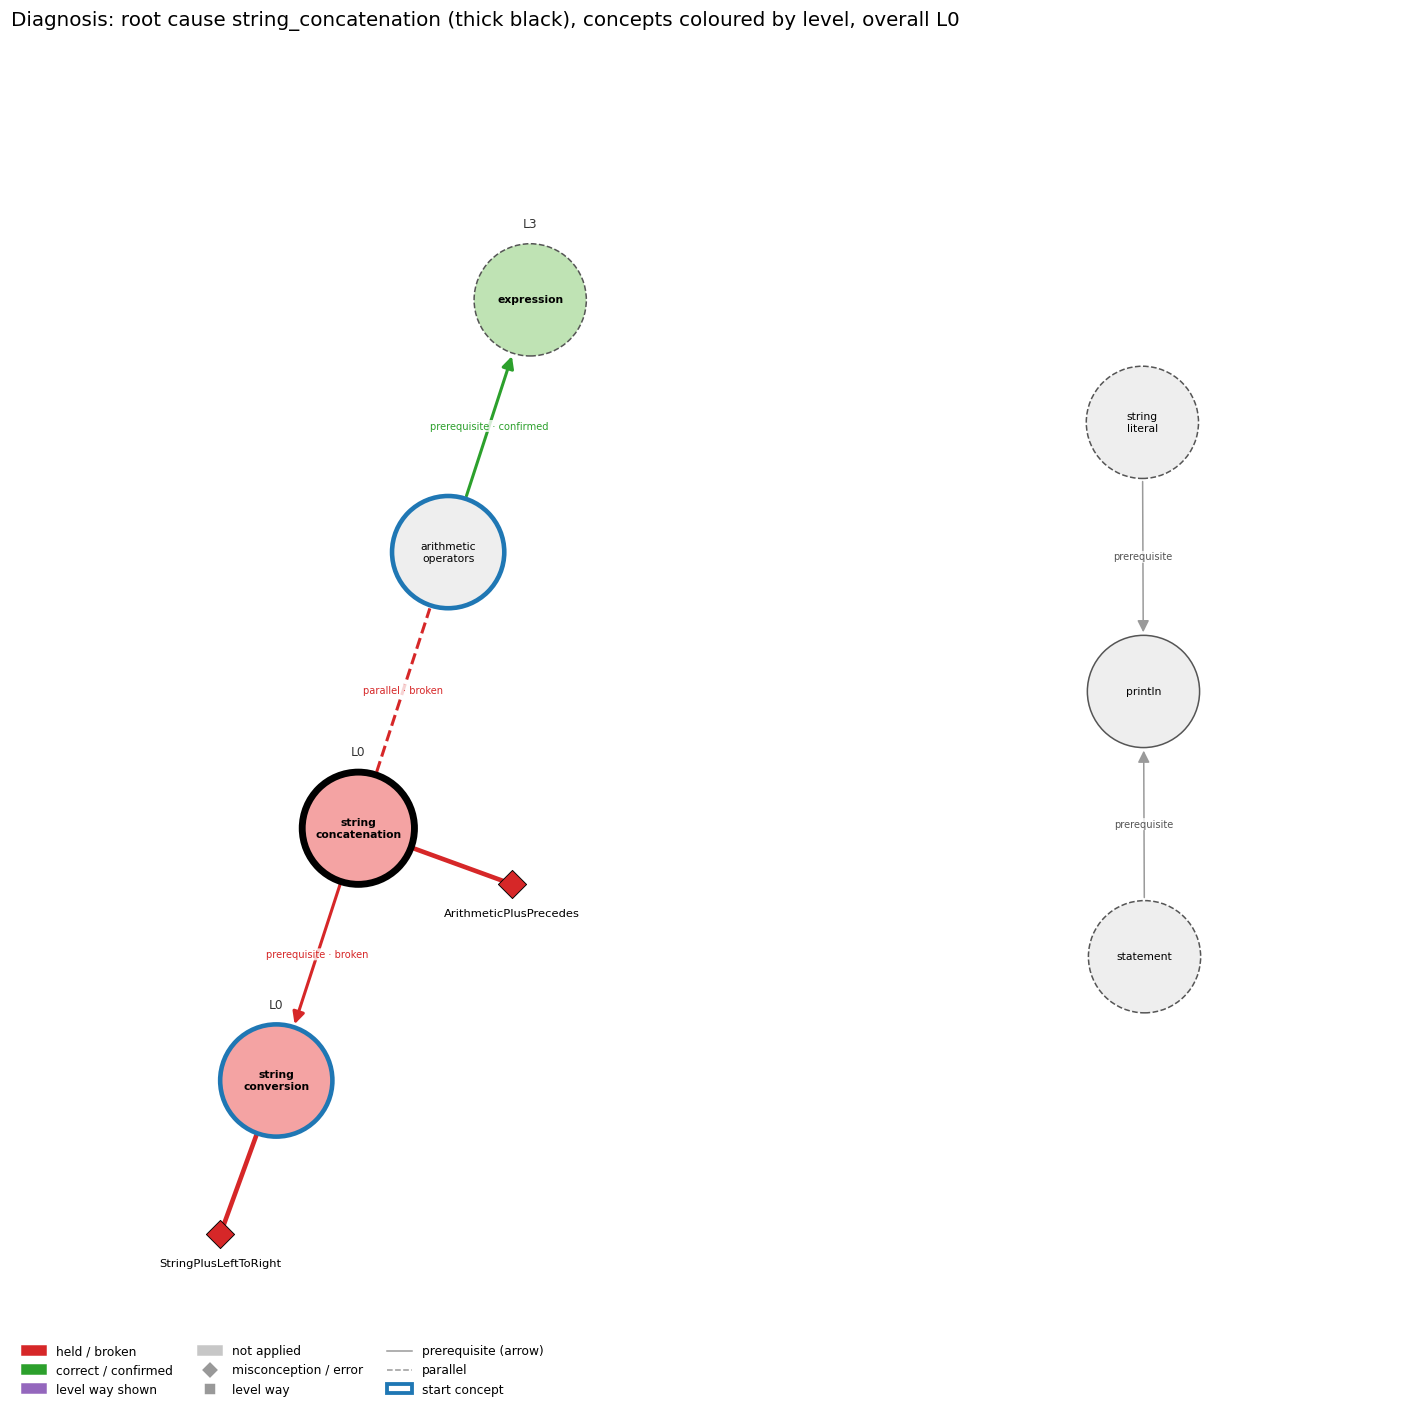 Diagnosis: root cause string_concatenation (thick black), concepts coloured by level, overall L0
L3
expression
prerequisite · confirmed
arithmetic
operators
parallel · broken
L0
string
concatenation
ArithmeticPlusPrecedes
prerequisite · broken
L0
string
conversion
StringPlusLeftToRight
string
literal
prerequisite
println
prerequisite
statement
held / broken
correct / confirmed
level way shown
not applied
misconception / error
level way
prerequisite (arrow)
parallel
start concept